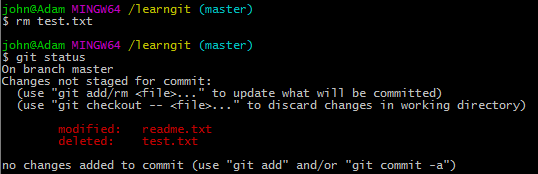 john@Adam MINGW64 /learngit (master)
$ rm test.txt
john@Adam MINGW64 /learngit (master)
$ git status
On branch master
Changes not staged for commit:
  (use "git add/rm <file>..." to update what will be committed)
  (use "git checkout -- <file>..." to discard changes in working directory)
        modified:   readme.txt
        deleted:    test.txt
no changes added to commit (use "git add" and/or "git commit -a")